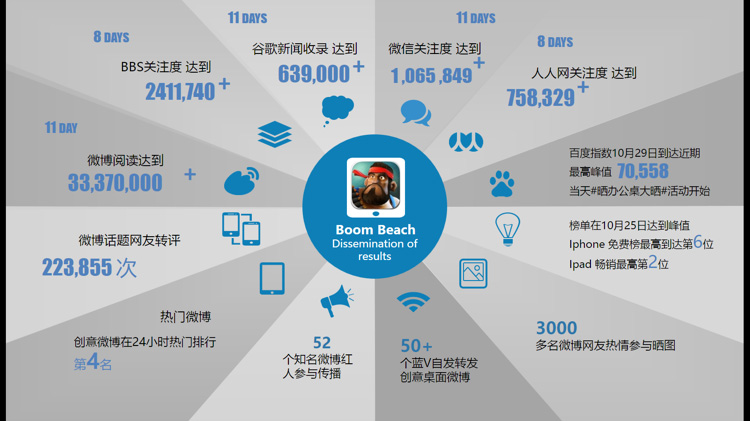 11 DAYS
谷歌新闻收录 达到
639,000+
11 DAYS
微信关注度 达到
1,065,849+
8 DAYS
BBS关注度 达到
2411,740+
8 DAYS
人人网关注度 达到
758,329+
11 DAY
微博阅读达到
33,370,000 +
百度指数10月29日到达近期
最高峰值 70,558
当天#晒办公桌大晒#活动开始
Boom Beach
Dissemination of
results
微博话题网友转评
223,855 次
榜单在10月25日达到峰值
Iphone 免费榜最高到达第6位
Ipad 畅销最高第2位
热门微博
创意微博在24小时热门排行
第4名
52
个知名微博红
人参与传播
50+
个蓝V自发转发
创意桌面微博
3000
多名微博网友热情参与晒图